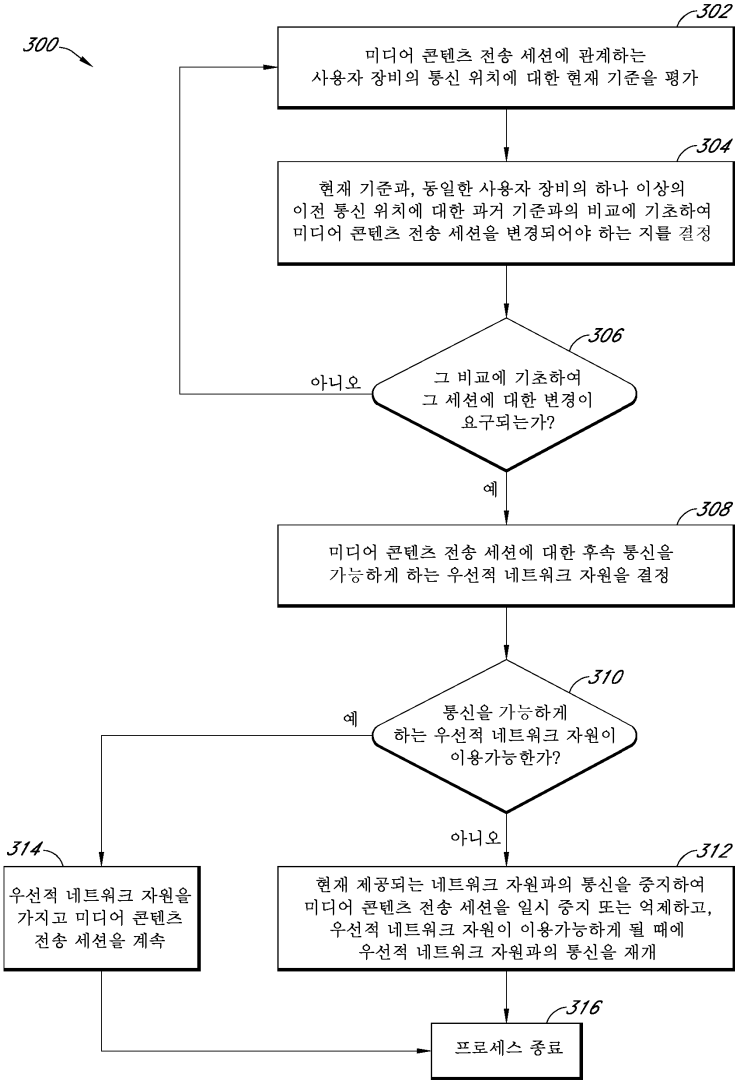 300
302
미디어 콘텐츠 전송 세션에 관계하는
사용자 장비의 통신 위치에 대한 현재 기준을 평가
304
현재 기준과, 동일한 사용자 장비의 하나 이상의
이전 통신 위치에 대한 과거 기준과의 비교에 기초하여
미디어 콘텐츠 전송 세션을 변경되어야 하는 지를 결정
306
그 비교에 기초하여
그 세션에 대한 변경이
요구되는가?
아니오
예
308
미디어 콘텐츠 전송 세션에 대한 후속 통신을
가능하게 하는 우선적 네트워크 자원을 결정
310
통신을 가능하게
하는 우선적 네트워크 자원이
이용가능한가?
예
아니오
314
우선적 네트워크 자원을
가지고 미디어 콘텐츠
전송 세션을 계속
312
현재 제공되는 네트워크 자원과의 통신을 중지하여
미디어 콘텐츠 전송 세션을 일시 중지 또는 억제하고,
우선적 네트워크 자원이 이용가능하게 될 때에
우선적 네트워크 자원과의 통신을 재개
316
프로세스 종료